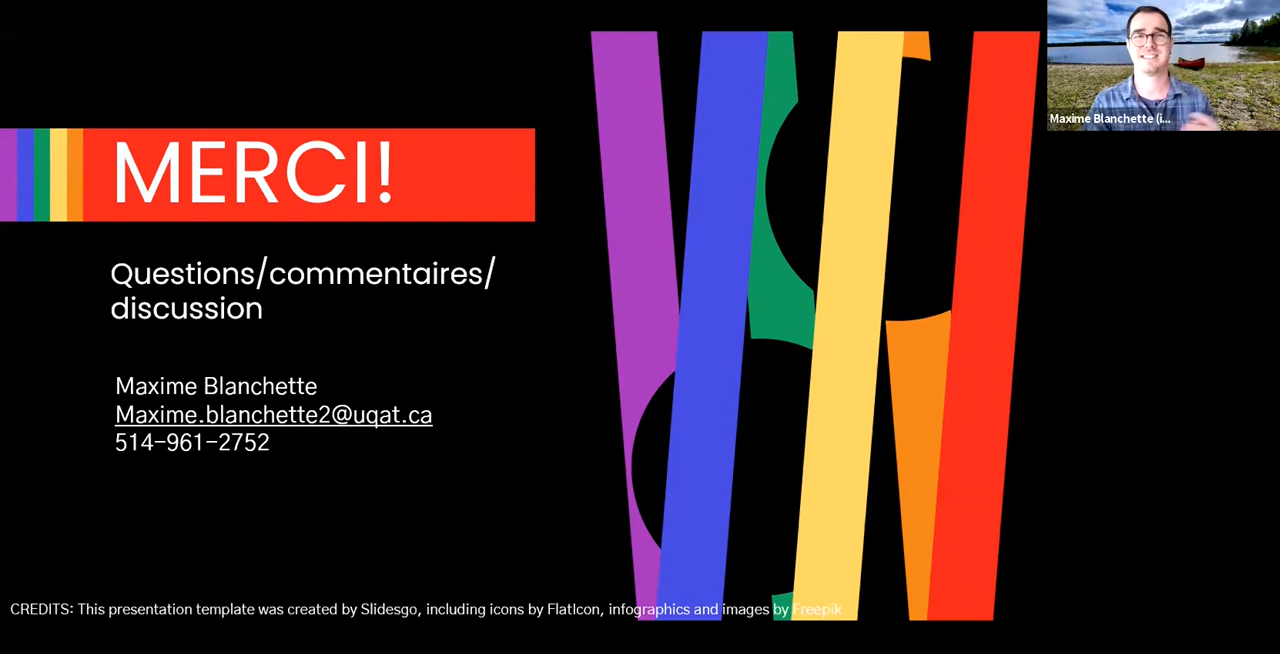 MERCI!
Questions/commentaires/
discussion
Maxime Blanchette
Maxime.blanchette2@uqat.ca
514-961-2752
CREDITS: This presentation template was created by Slidesgo, including icons by FlatIcon, infographics and images by Freepik
Maxime Blanchette (i...